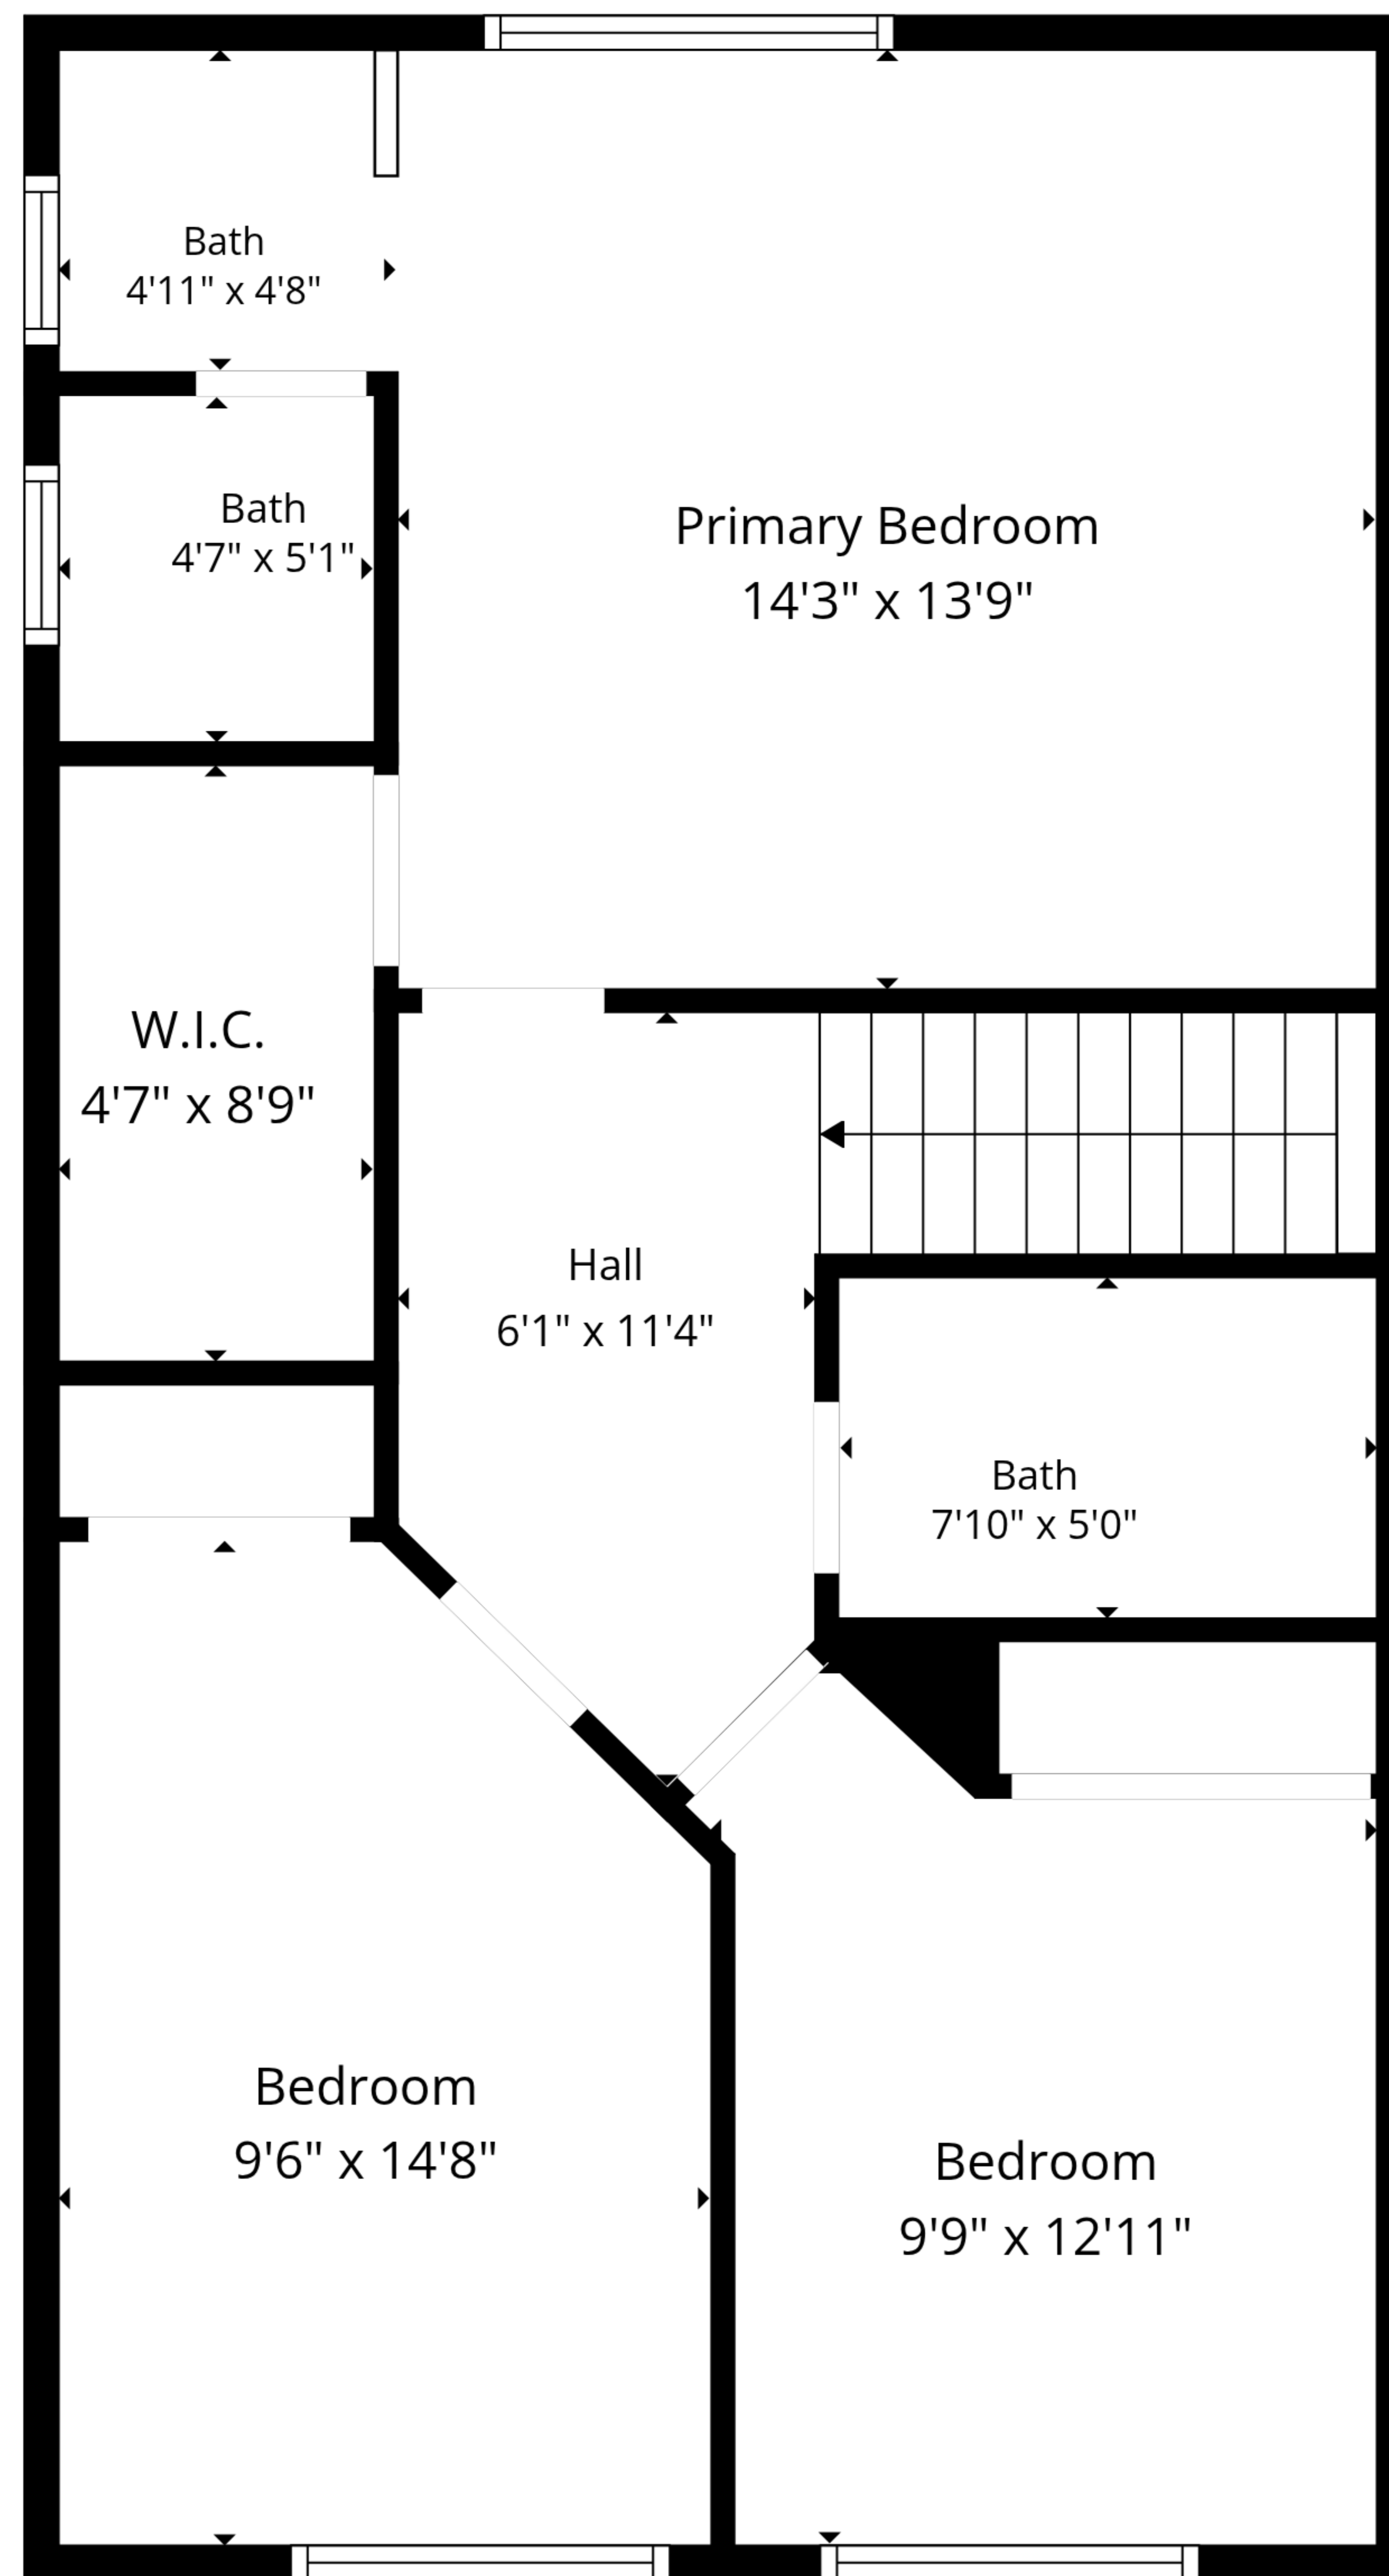 Bath
4'11" x 4'8"
Bath
4'7" x 5'1"
Primary Bedroom
14'3" x 13'9"
W.I.C.
4'7" x 8'9"
Hall
6'1" x 11'4"
Bath
7'10" x 5'0"
Bedroom
9'6" x 14'8"
Bedroom
9'9" x 12'11"